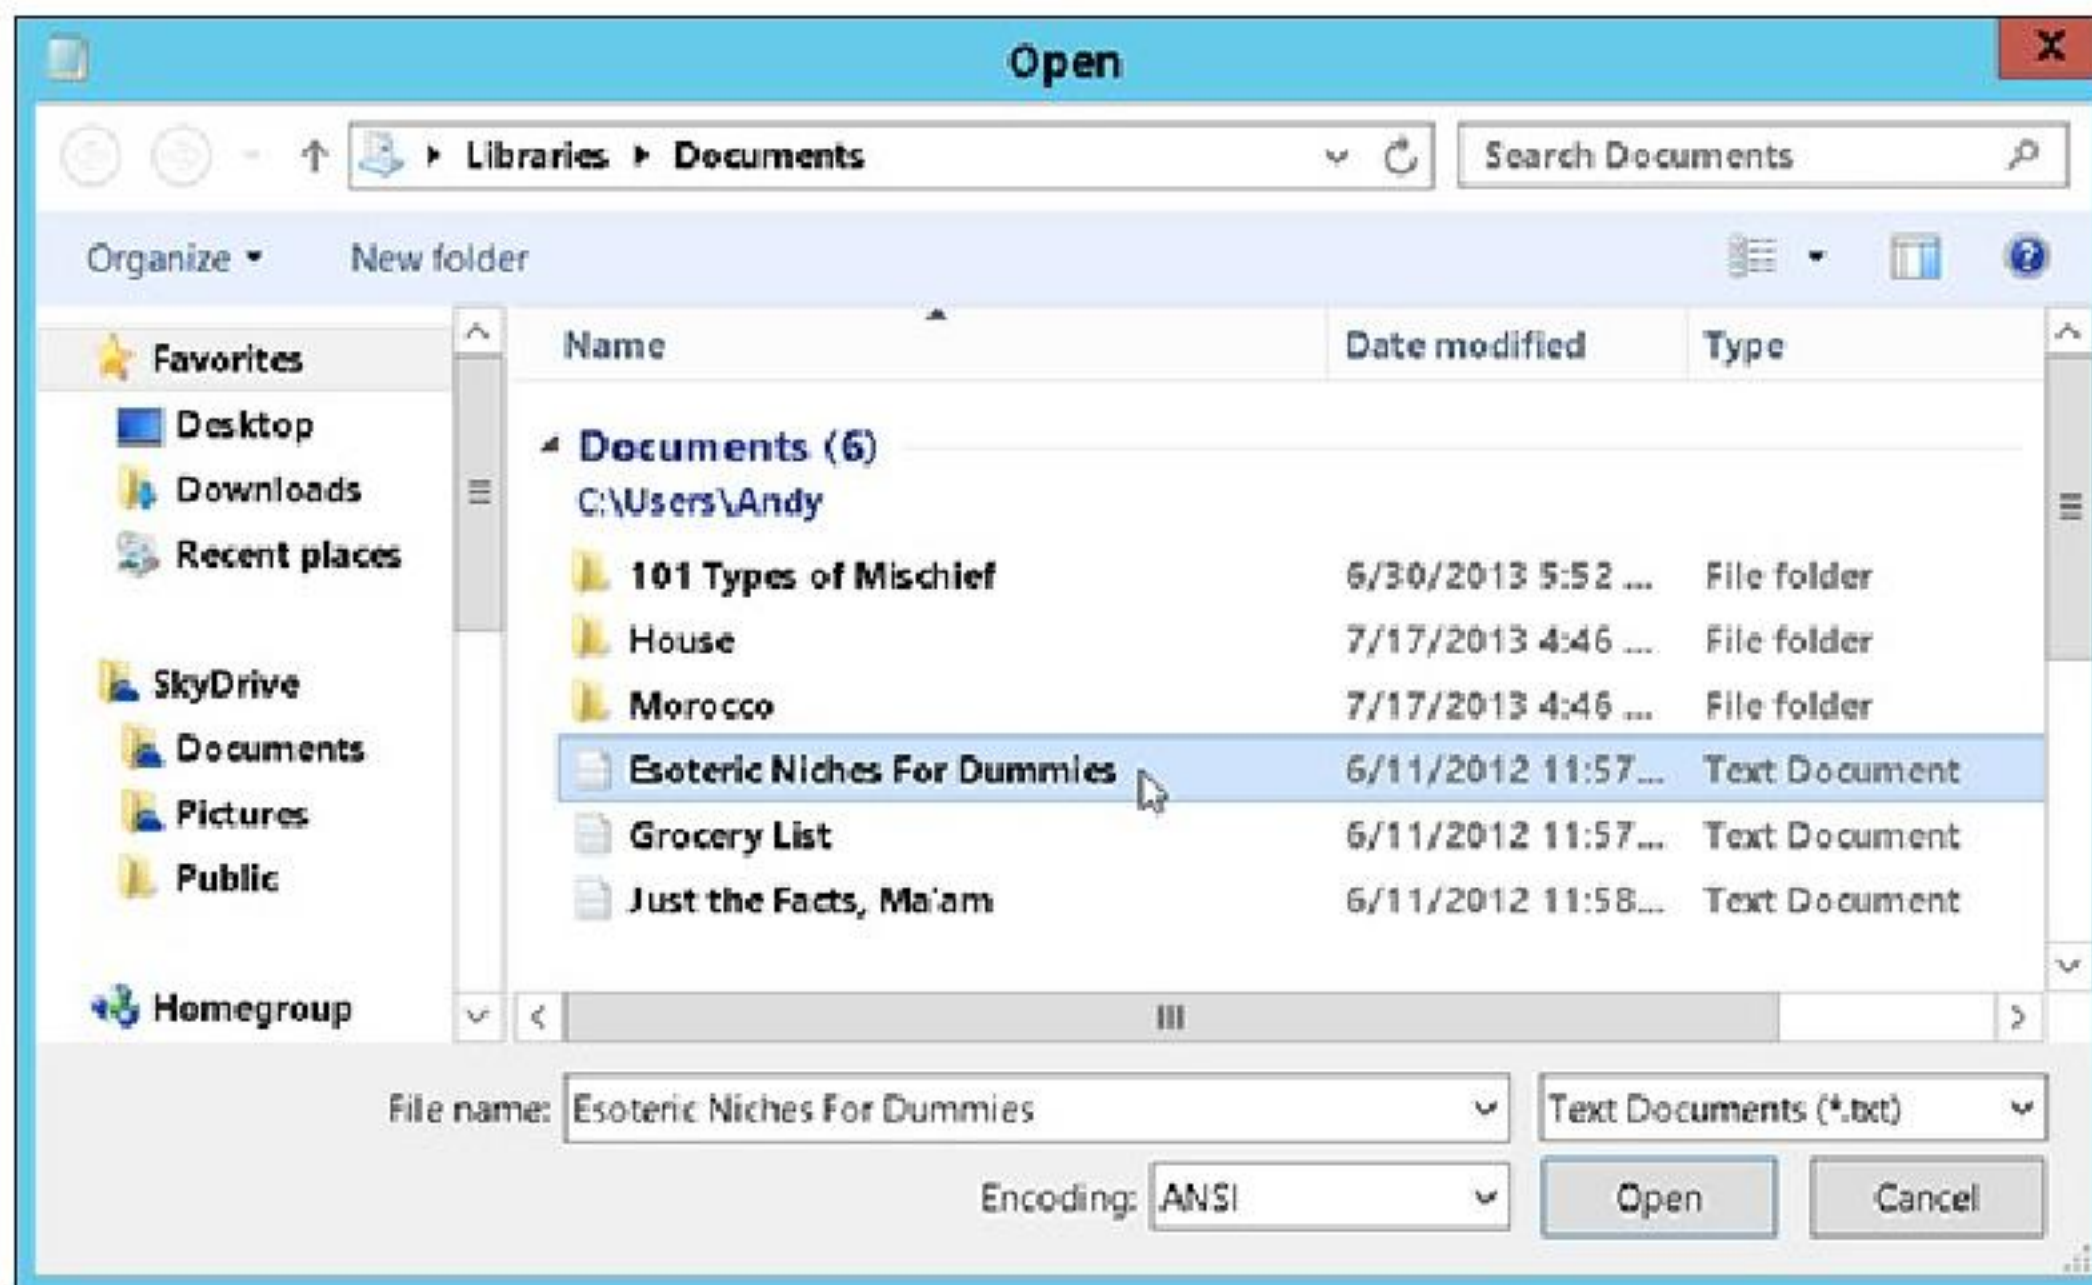 Open
Libraries Documents
Search Documents
Organize
New folder
Favorites
Desktop
Downloads
Recent places
SkyDrive
Documents
Pictures
Public
Homegroup
Name Date modified Type
Documents (6)
C:\Users\Andy
101 Types of Mischief 6/30/2013 5:52 ... File folder
House 7/17/2013 4:46 ... File folder
Morocco 7/17/2013 4:46 ... File folder
Esoteric Niches For Dummies 6/11/2012 11:57... Text Document
Grocery List 6/11/2012 11:57... Text Document
Just the Facts, Ma'am 6/11/2012 11:58... Text Document
File name: Esoteric Niches For Dummies Text Documents (*.txt)
Encoding: ANSI Open Cancel